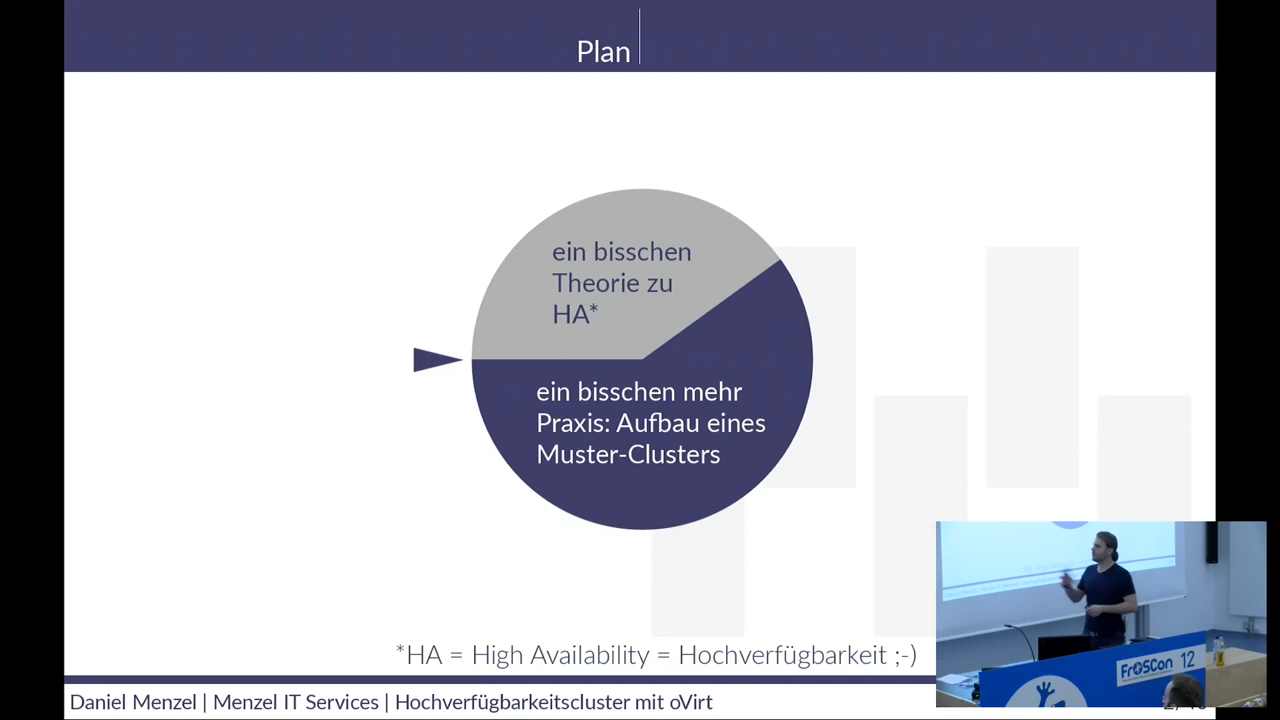 Plan
ein bisschen
Theorie zu
HA*
ein bisschen mehr
Praxis: Aufbau eines
Muster-Clusters
*HA = High Availability = Hochverfügbarkeit ;-)
Daniel Menzel | Menzel IT Services | Hochverfügbarkeitscluster mit oVirt
FrOSCon 12